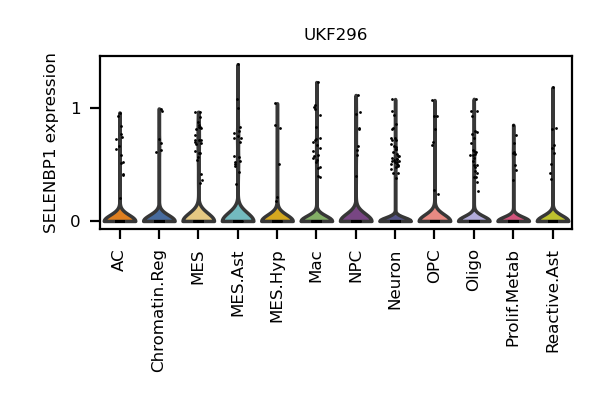 UKF296
SELENBP1 expression
1
0
AC
Chromatin.Reg
MES
MES.Ast
MES.Hyp
Mac
NPC
Neuron
OPC
Oligo
Prolif.Metab
Reactive.Ast